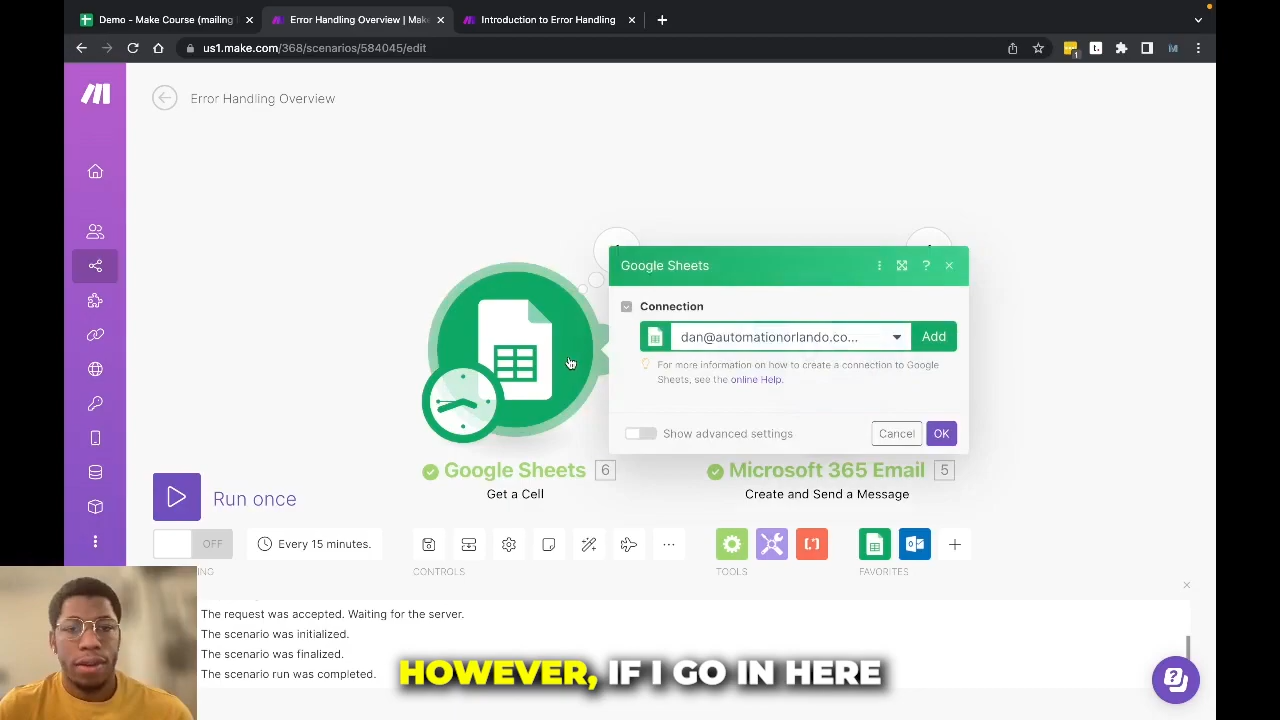 Demo - Make Course (mailing
Error Handling Overview | Mak
Introduction to Error Handling
us1.make.com/368/scenarios/584045/edit
1
Error Handling Overview
Google Sheets
Connection
dan@automationorlando.co...
Add
For more information on how to create a connection to Google
Sheets, see the online Help.
Show advanced settings
Cancel
OK
Google Sheets 6
Get a Cell
Microsoft 365 Email 5
Create and Send a Message
Run once
OFF
Every 15 minutes.
ING
CONTROLS
TOOLS
FAVORITES
The request was accepted. Waiting for the server.
The scenario was initialized.
The scenario was finalized.
The scenario run was completed.
HOWEVER, IF I GO IN HERE